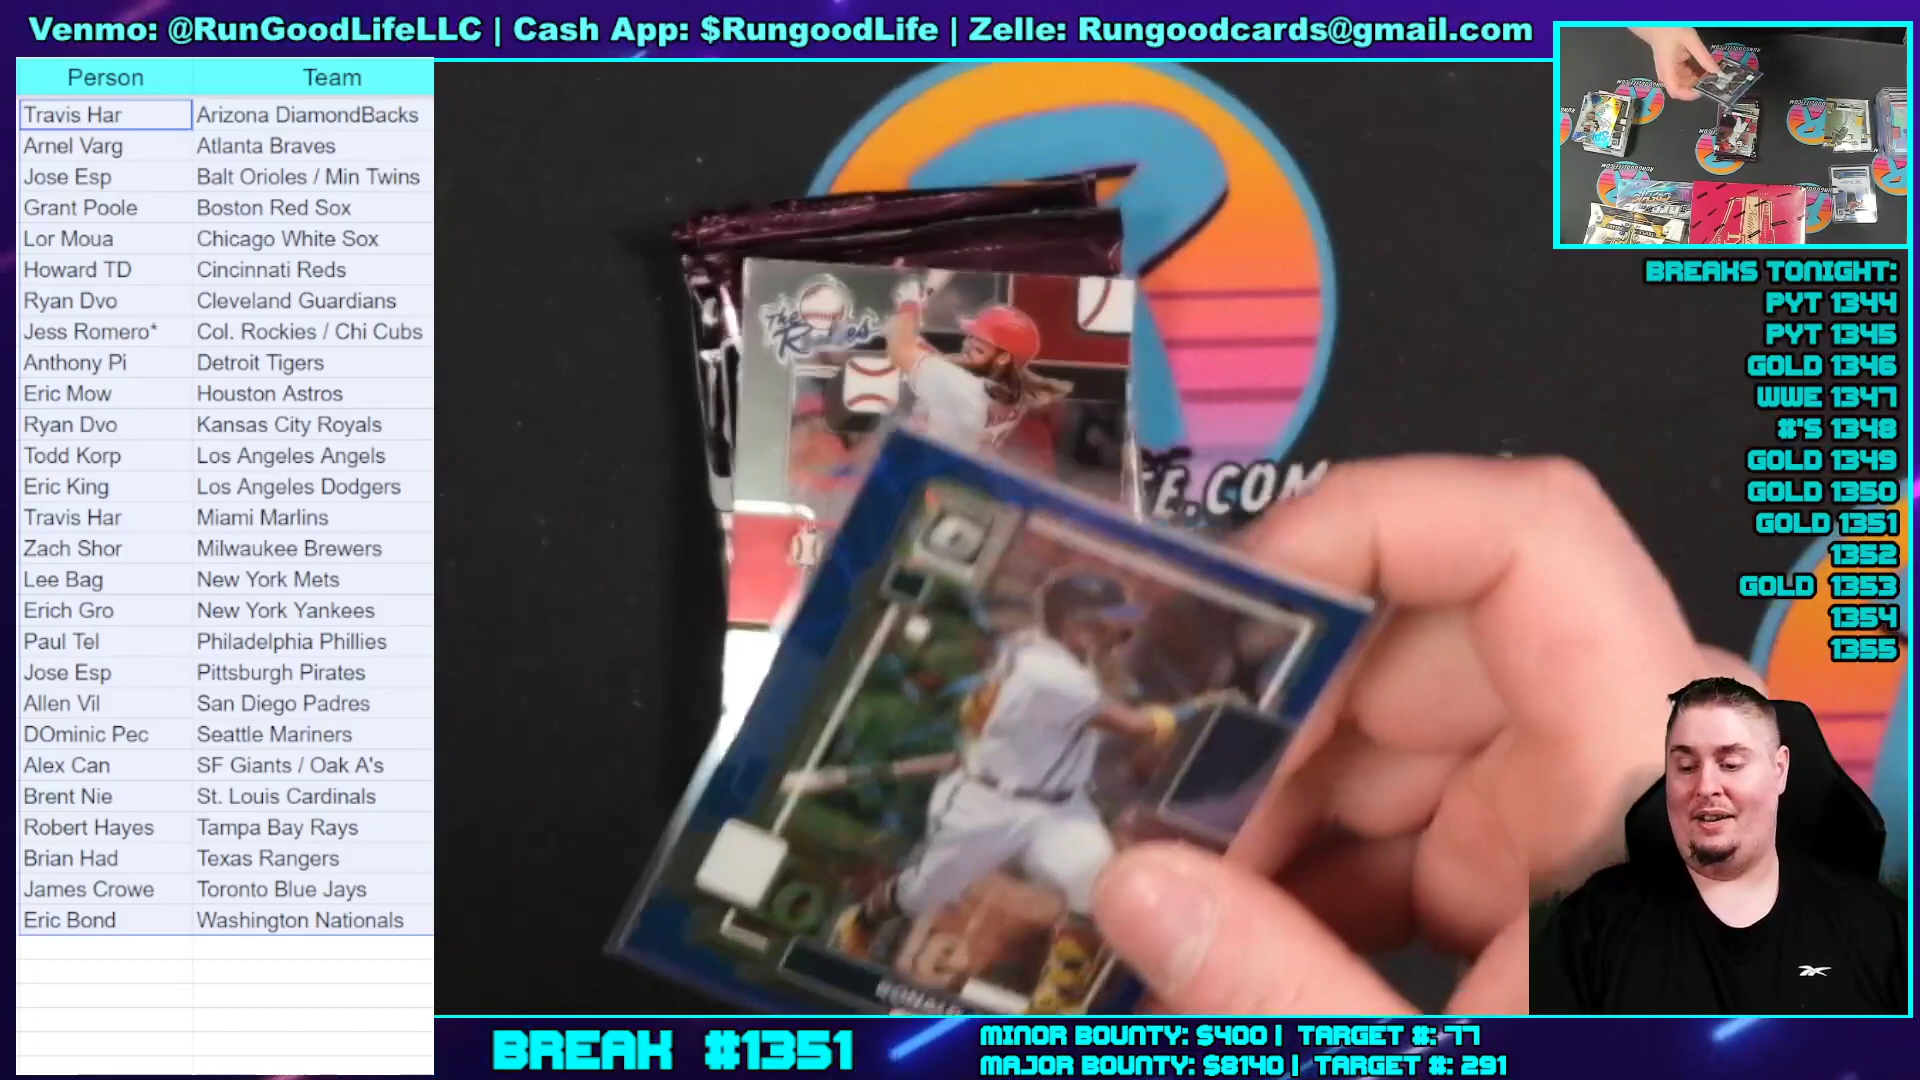 Venmo: @RunGoodLifeLLC | Cash App: $RungoodLife | Zelle: Rungoodcards@gmail.com
Person Team
Travis Har Arizona DiamondBacks
Arnel Varg Atlanta Braves
Jose Esp Balt Orioles / Min Twins
Grant Poole Boston Red Sox
Lor Moua Chicago White Sox
Howard TD Cincinnati Reds
Ryan Dvo Cleveland Guardians
Jess Romero* Col. Rockies / Chi Cubs
Anthony Pi Detroit Tigers
Eric Mow Houston Astros
Ryan Dvo Kansas City Royals
Todd Korp Los Angeles Angels
Eric King Los Angeles Dodgers
Travis Har Miami Marlins
Zach Shor Milwaukee Brewers
Lee Bag New York Mets
Erich Gro New York Yankees
Paul Tel Philadelphia Phillies
Jose Esp Pittsburgh Pirates
Allen Vil San Diego Padres
DOminic Pec Seattle Mariners
Alex Can SF Giants / Oak A's
Brent Nie St. Louis Cardinals
Robert Hayes Tampa Bay Rays
Brian Had Texas Rangers
James Crowe Toronto Blue Jays
Eric Bond Washington Nationals
The Rookies
BREAKS TONIGHT:
PYT 1344
PYT 1345
GOLD 1346
WWE 1347
#'S 1348
GOLD 1349
GOLD 1350
GOLD 1351
1352
GOLD 1353
1354
1355
BREAK #1351
MINOR BOUNTY: $400 | TARGET #: 77
MAJOR BOUNTY: $8140 | TARGET #: 291